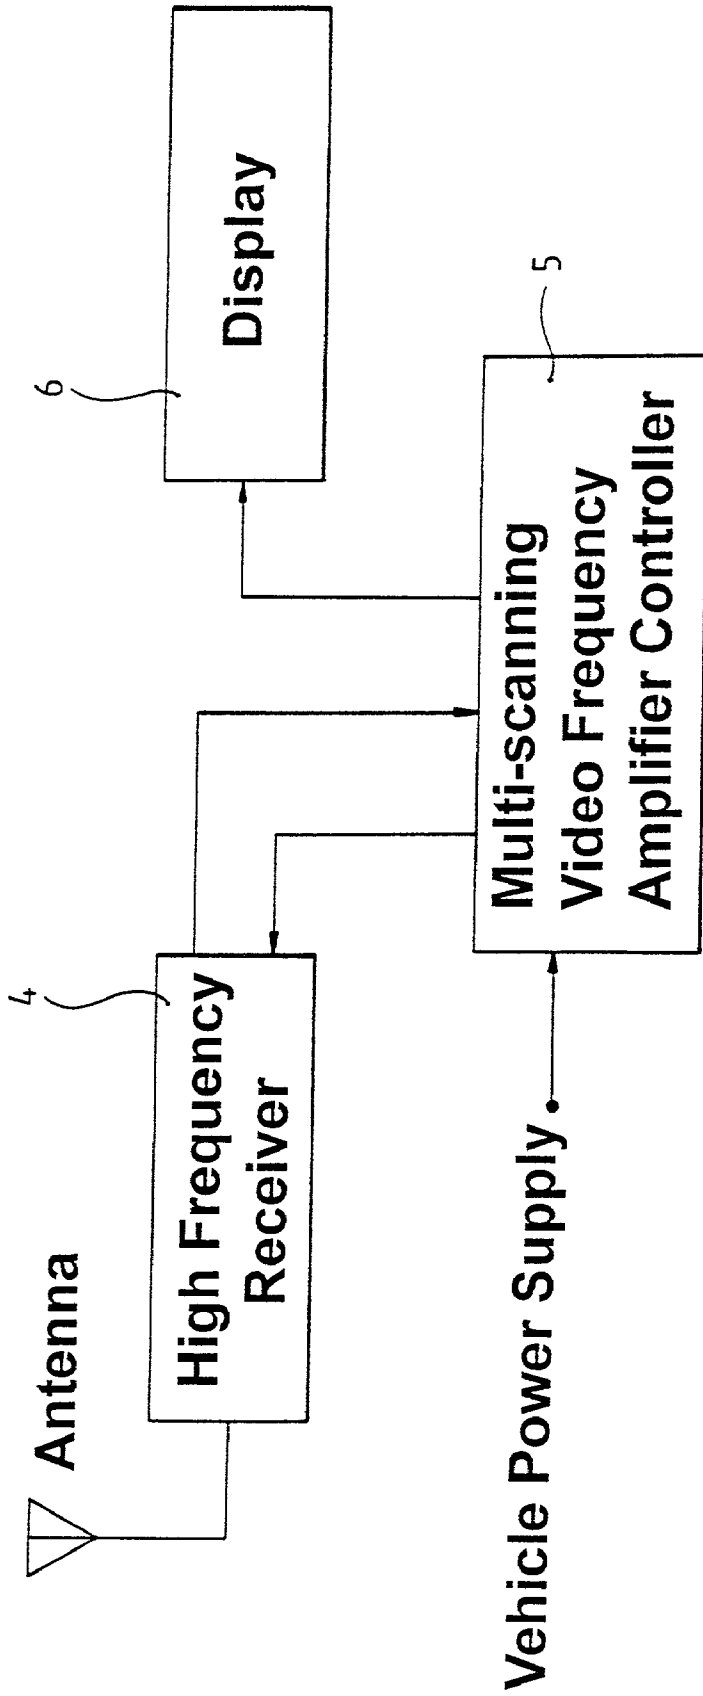 Antenna
4
High Frequency
Receiver
6
Display
Vehicle Power Supply
5
Multi-scanning
Video Frequency
Amplifier Controller